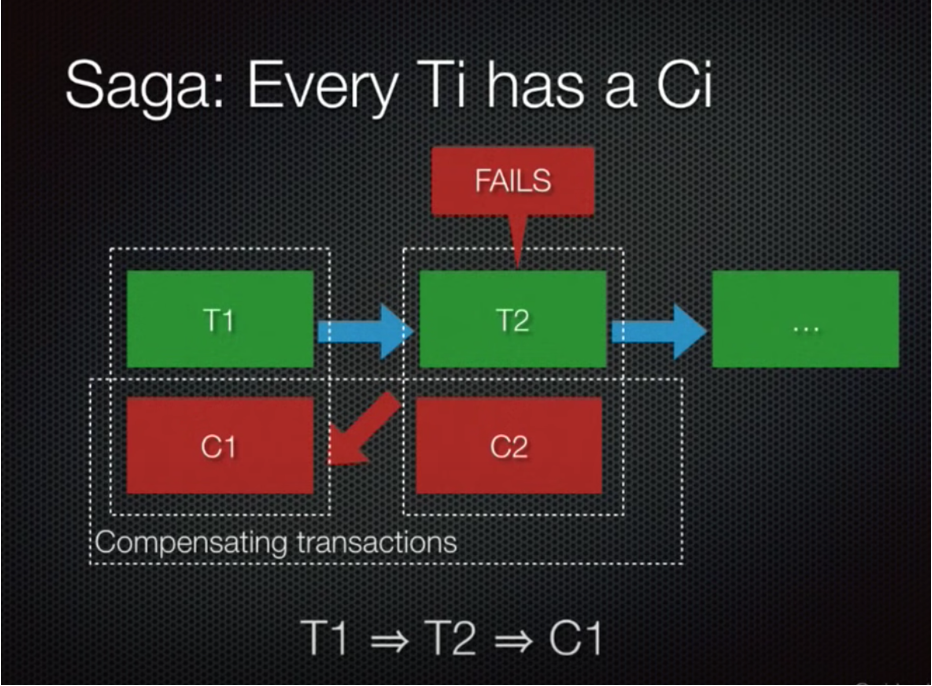 Saga: Every Ti has a Ci
FAILS
T1
T2
...
C1
C2
Compensating transactions
T1 ⇒ T2 ⇒ C1